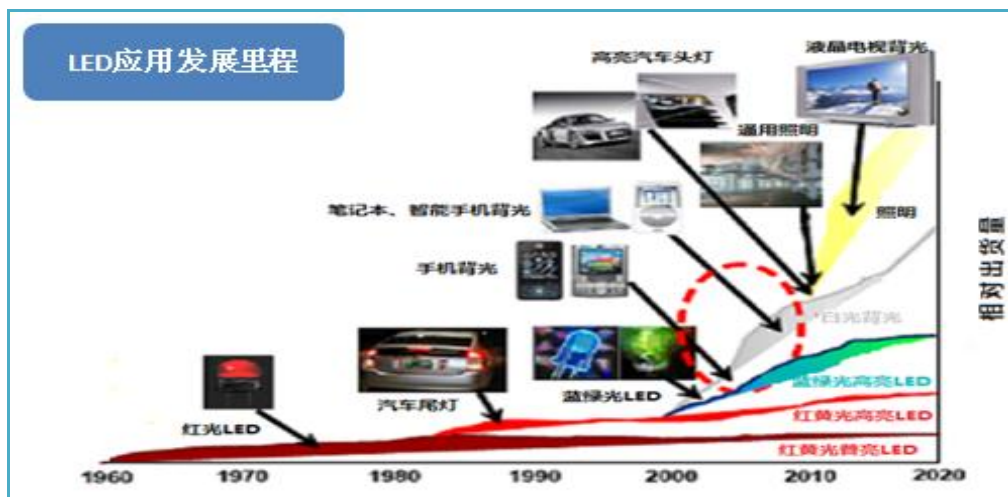 LED应用发展里程
液晶电视背光
高亮汽车头灯
通用照明
笔记本、智能手机背光
照明
相对出货量
手机背光
白光背光
蓝绿光高亮LED
蓝绿光LED
汽车尾灯
红黄光高亮LED
红光LED
红黄光普亮LED
1960
1970
1980
1990
2000
2010
2020